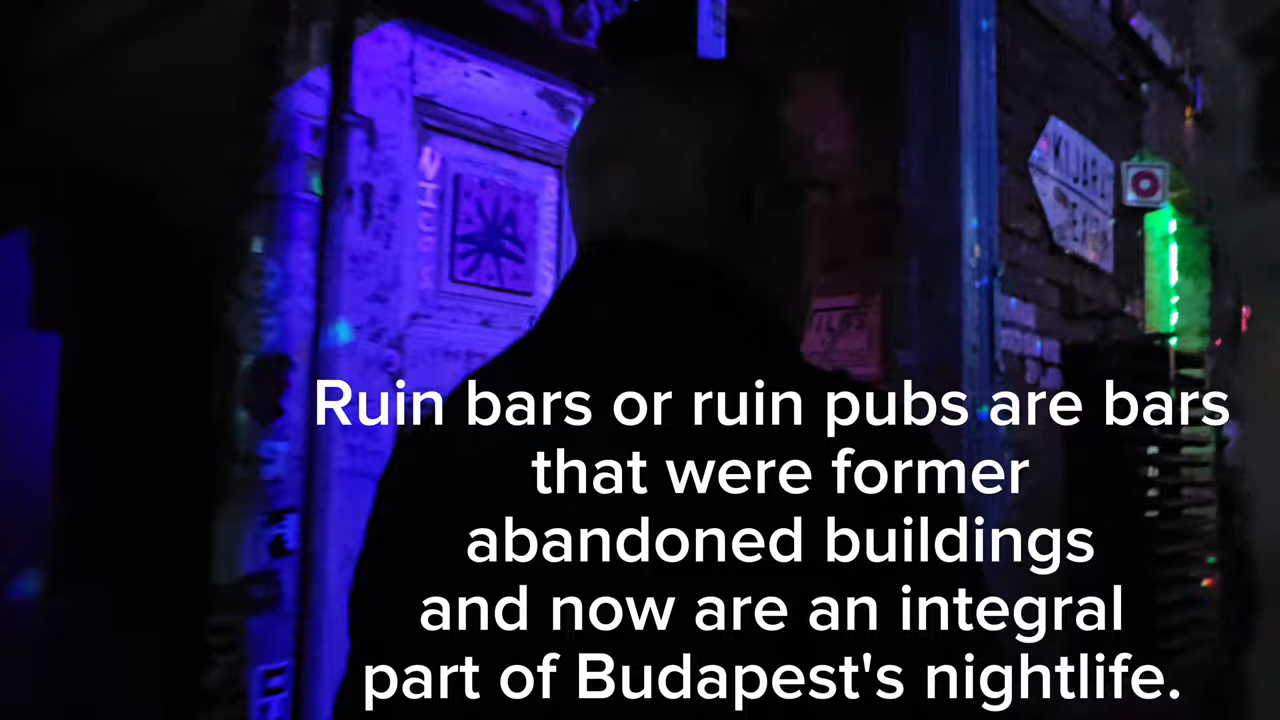 KIJÁRAT
Ruin bars or ruin pubs are bars
that were former
abandoned buildings
and now are an integral
part of Budapest's nightlife.